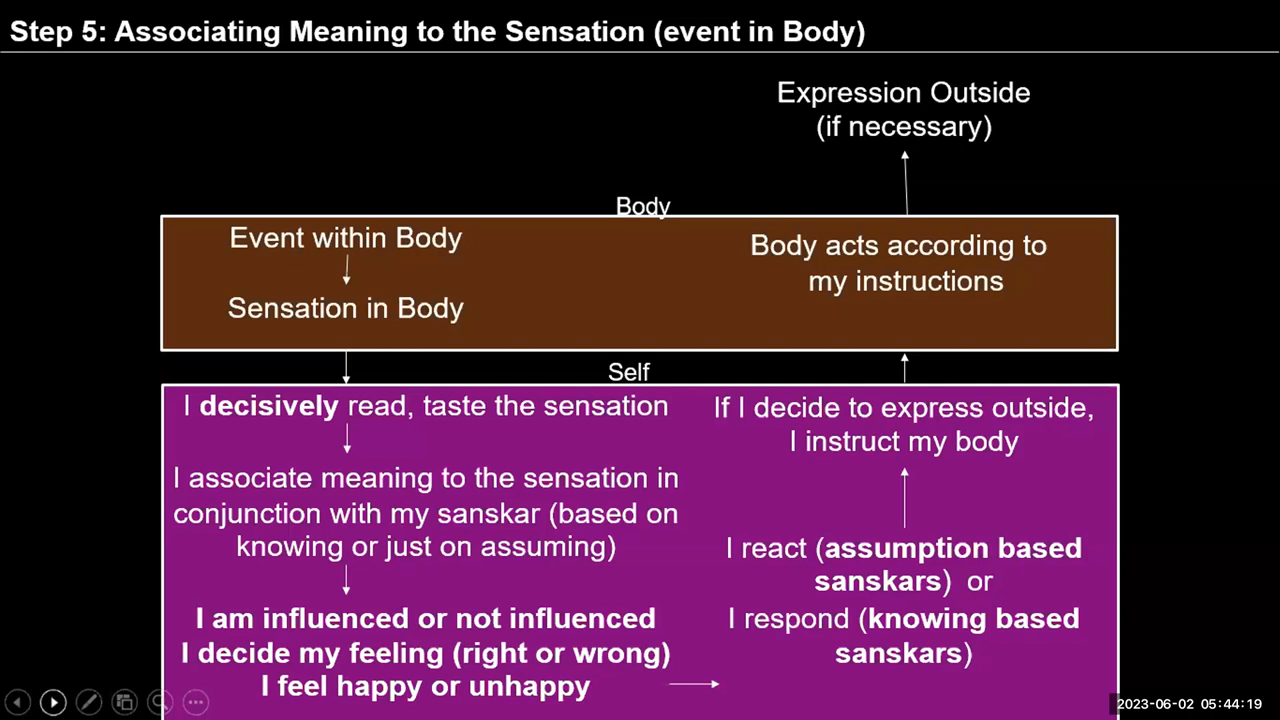 Step 5: Associating Meaning to the Sensation (event in Body)
Expression Outside
(if necessary)
Body
Event within Body
Sensation in Body
Body acts according to
my instructions
Self
I decisively read, taste the sensation
I associate meaning to the sensation in
conjunction with my sanskar (based on
knowing or just on assuming)
I am influenced or not influenced
I decide my feeling (right or wrong)
I feel happy or unhappy
If I decide to express outside,
I instruct my body
I react (assumption based
sanskars) or
I respond (knowing based
sanskars)
2023-06-02 05:44:19